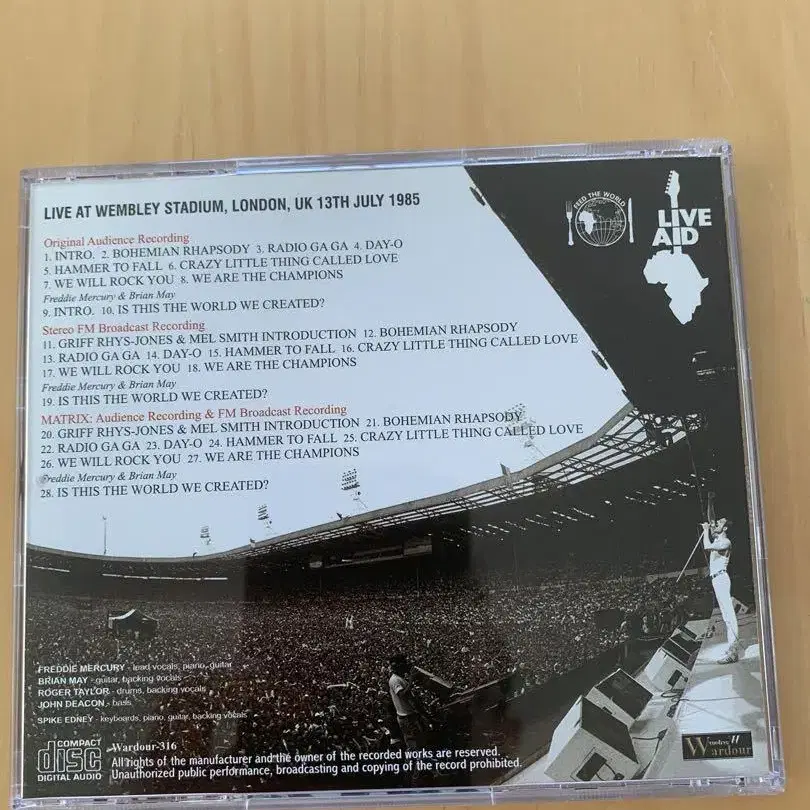 LIVE AT WEMBLEY STADIUM, LONDON, UK 13TH JULY 1985
FEED THE WORLD
LIVE
AID
Original Audience Recording
1. INTRO. 2. BOHEMIAN RHAPSODY 3. RADIO GA GA 4. DAY-O
5. HAMMER TO FALL 6. CRAZY LITTLE THING CALLED LOVE
7. WE WILL ROCK YOU 8. WE ARE THE CHAMPIONS
Freddie Mercury & Brian May
9. INTRO. 10. IS THIS THE WORLD WE CREATED?
Stereo FM Broadcast Recording
11. GRIFF RHYS-JONES & MEL SMITH INTRODUCTION 12. BOHEMIAN RHAPSODY
13. RADIO GA GA 14. DAY-O 15. HAMMER TO FALL 16. CRAZY LITTLE THING CALLED LOVE
17. WE WILL ROCK YOU 18. WE ARE THE CHAMPIONS
Freddie Mercury & Brian May
19. IS THIS THE WORLD WE CREATED?
MATRIX: Audience Recording & FM Broadcast Recording
20. GRIFF RHYS-JONES & MEL SMITH INTRODUCTION 21. BOHEMIAN RHAPSODY
22. RADIO GA GA 23. DAY-O 24. HAMMER TO FALL 25. CRAZY LITTLE THING CALLED LOVE
26. WE WILL ROCK YOU 27. WE ARE THE CHAMPIONS
Freddie Mercury & Brian May
28. IS THIS THE WORLD WE CREATED?
FREDDIE MERCURY - lead vocals, piano, guitar
BRIAN MAY - guitar, backing vocals
ROGER TAYLOR - drums, backing vocals
JOHN DEACON - bass
SPIKE EDNEY - keyboards, piano, guitar, backing vocals
COMPACT
disc
DIGITAL AUDIO
Wardour-316
All rights of the manufacturer and the owner of the recorded works are reserved.
Unauthorized public performance, broadcasting and copying of the record prohibited.
Wardour